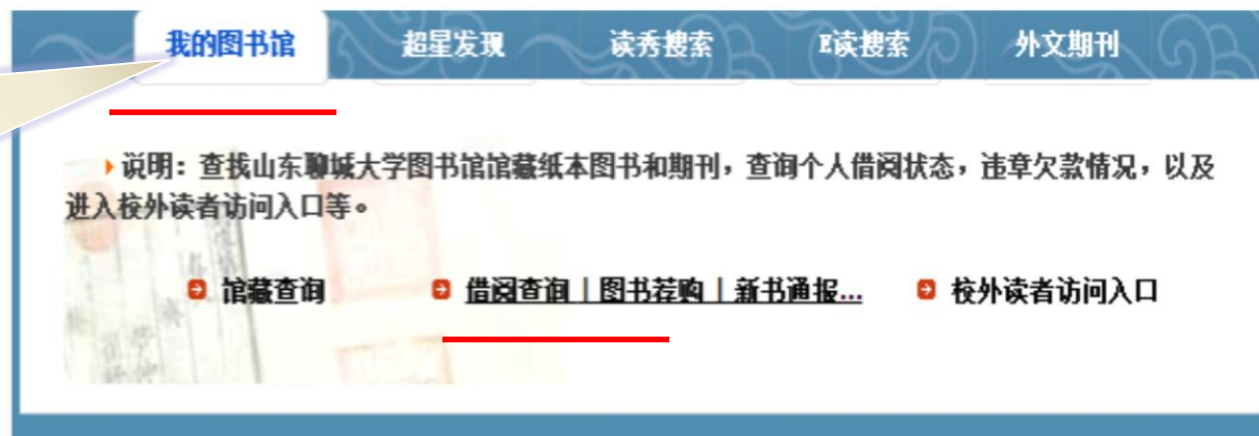 我的图书馆 超星发现 读秀搜索 E读搜索 外文期刊
说明：查找山东聊城大学图书馆馆藏纸本图书和期刊，查询个人借阅状态，违章欠款情况，以及
进入校外读者访问入口等。
馆藏查询 借阅查询｜图书荐购｜新书通报... 校外读者访问入口